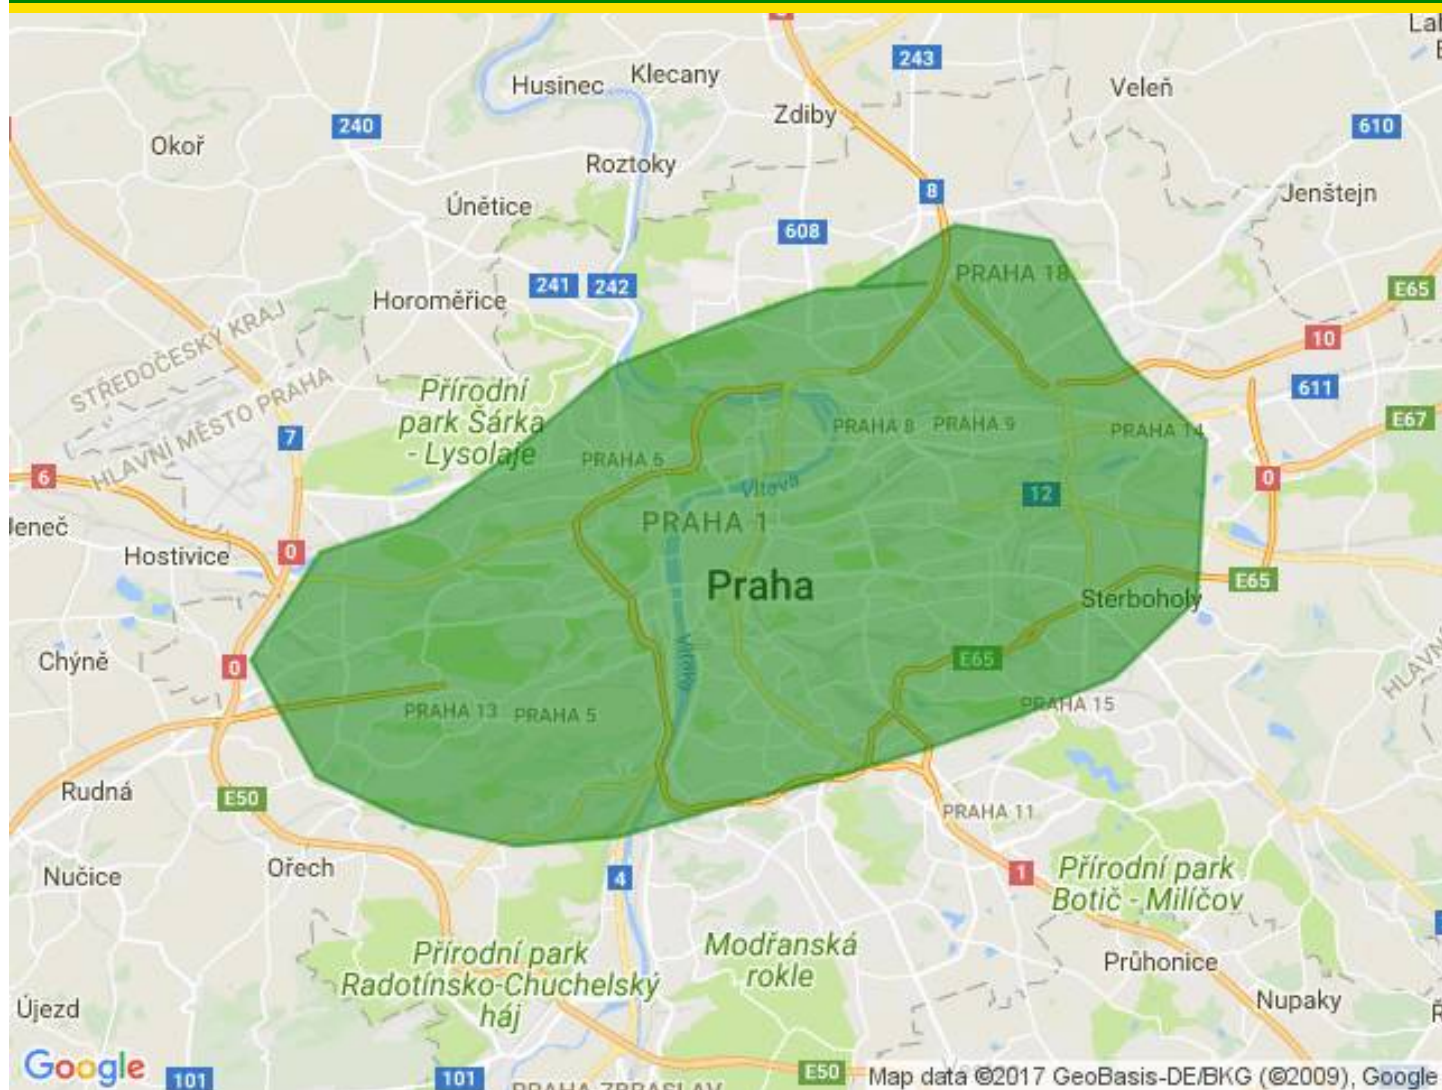 Husinec
Klecany
243
Veleň
Zdiby
240
610
Okoř
Roztoky
8
Jenštejn
Únětice
608
PRAHA 18
241
242
E65
Horoměřice
10
STŘEDOČESKÝ KRAJ
HLAVNÍ MĚSTO PRAHA
611
Přírodní
park Šárka
- Lysolaje
E67
PRAHA 8
PRAHA 9
PRAHA 14
7
PRAHA 6
6
0
Vltava
12
PRAHA 1
Jeneč
Hostivice
0
Praha
E65
Sterboholy
Chýně
0
Vltava
E65
PRAHA 13
PRAHA 5
PRAHA 15
Rudná
E50
PRAHA 11
Nučice
Ořech
4
1
Přírodní park
Botič - Milíčov
Přírodní park
Radotínsko-Chuchelský
háj
Modřanská
rokle
Průhonice
Újezd
Nupaky
Google
101
101
PRAHA ZBRASLAV
E50
Map data ©2017 GeoBasis-DE/BKG (©2009), Google